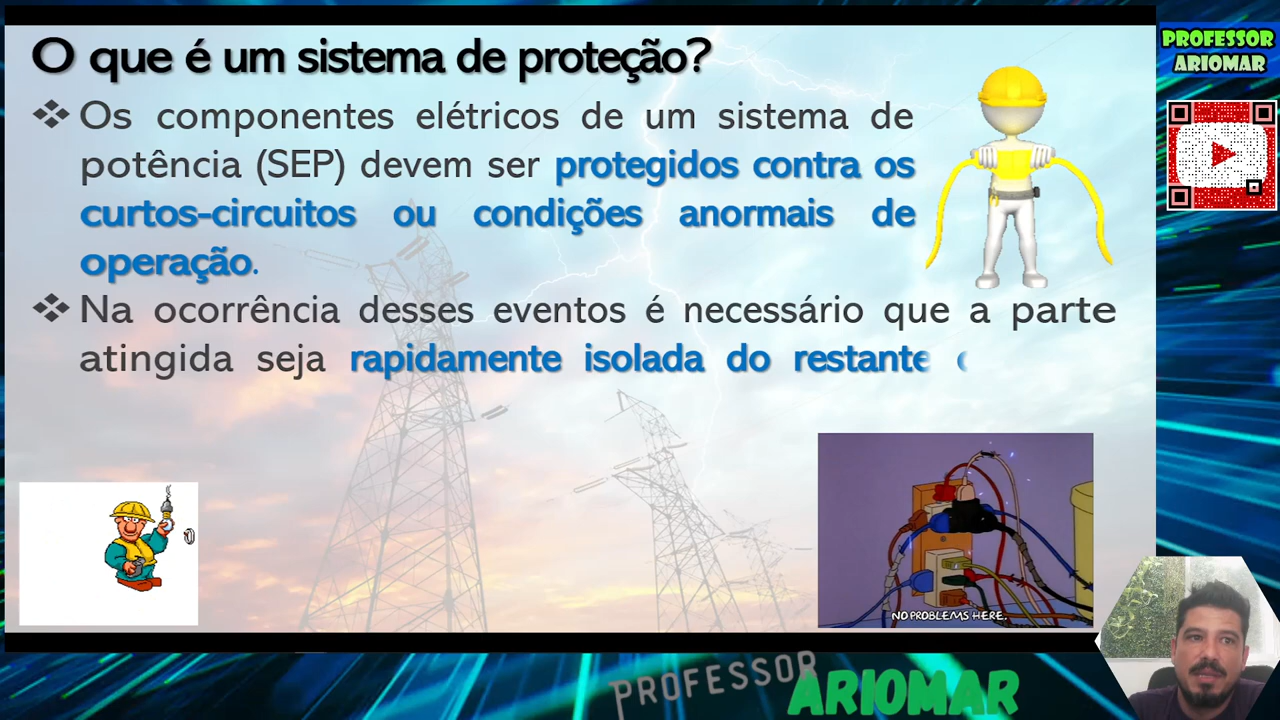 O que é um sistema de proteção?
Os componentes elétricos de um sistema de
potência (SEP) devem ser protegidos contra os
curtos-circuitos ou condições anormais de
operação.
Na ocorrência desses eventos é necessário que a parte
atingida seja rapidamente isolada do restante
NO PROBLEMS HERE.
PROFESSOR
ARIOMAR
PROFESSOR
ARIOMAR